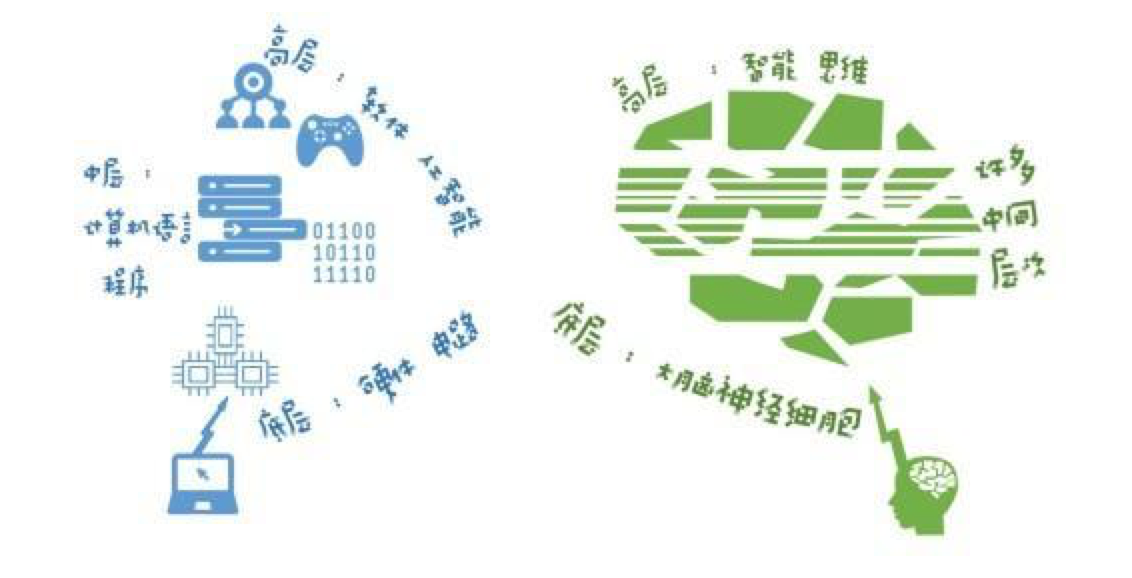 高层：软件 人工智能
中层：
计算机语言
程序
01100
10110
11110
底层：硬件 电路
高层：智能 思维
许多
中间
层次
底层：大脑神经细胞